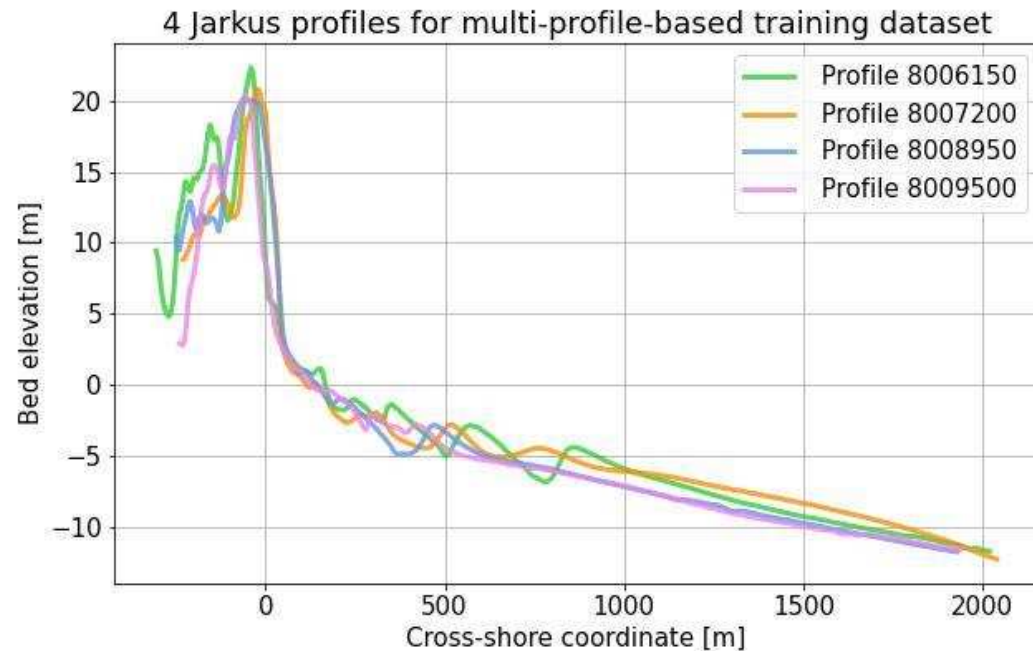 4 Jarkus profiles for multi-profile-based training dataset
Profile 8006150
Profile 8007200
Profile 8008950
Profile 8009500
Bed elevation [m]
20
15
10
5
0
−5
−10
0 500 1000 1500 2000
Cross-shore coordinate [m]